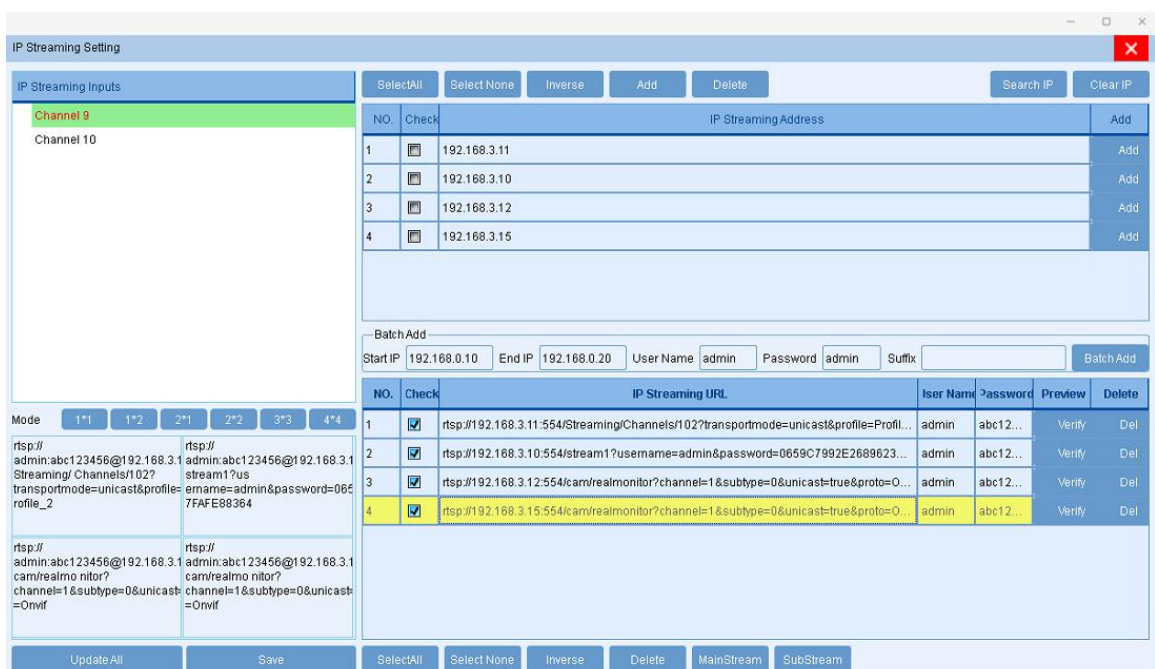 IP Streaming Setting
IP Streaming Inputs
Channel 9
Channel 10
SelectAll Select None Inverse Add Delete Search IP Clear IP
NO. Check IP Streaming Address Add
1 192.168.3.11 Add
2 192.168.3.10 Add
3 192.168.3.12 Add
4 192.168.3.15 Add
Batch Add
Start IP 192.168.0.10 End IP 192.168.0.20 User Name admin Password admin Suffix Batch Add
NO. Check IP Streaming URL User Name Password Preview Delete
1 rtsp://192.168.3.11:554/Streaming/Channels/102?transportmode=unicast&profile=Profil... admin abc12... Verify Del
2 rtsp://192.168.3.10:554/stream1?username=admin&password=0659C7992E2689623... admin abc12... Verify Del
3 rtsp://192.168.3.12:554/cam/realmonitor?channel=1&subtype=0&unicast=true&proto=O... admin abc12... Verify Del
4 rtsp://192.168.3.15:554/cam/realmonitor?channel=1&subtype=0&unicast=true&proto=O... admin abc12... Verify Del
Mode 1*1 1*2 2*1 2*2 3*3 4*4
rtsp://
admin:abc123456@192.168.3.1
Streaming/ Channels/102?
transportmode=unicast&profile=
rofile_2
rtsp://
admin:abc123456@192.168.3.1
stream1?us
ername=admin&password=065
7FAFE88364
rtsp://
admin:abc123456@192.168.3.1
cam/realmo nitor?
channel=1&subtype=0&unicast=
=Onvif
rtsp://
admin:abc123456@192.168.3.1
cam/realmo nitor?
channel=1&subtype=0&unicast=
=Onvif
Update All Save SelectAll Select None Inverse Delete MainStream SubStream